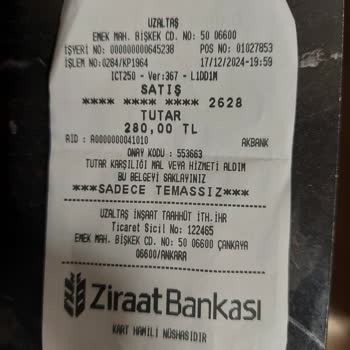 UZALTAŞ
EMEK MAH. BİŞKEK CD. NO: 50 06600
İŞYERİ NO: 000000000645238 POS NO: 01027853
İŞLEM NO:0284/KP1964 17/12/2024-19:59
ICT250 - Ver:367 - L1DD1M
SATIŞ
**** **** **** 2628
TUTAR
280,00 TL
AID : A0000000041010 AKBANK
ONAY KODU : 553663
TUTAR KARŞILIĞI MAL VEYA HİZMETİ ALDIM
BU BELGEYİ SAKLAYINIZ
***SADECE TEMASSIZ***
UZALTAŞ İNŞAAT TAAHHÜT İTH.İHR
Ticaret Sicil No: 122465
EMEK MAH. BİŞKEK CD. NO: 50 06600 ÇANKAYA
06600/ANKARA
Ziraat Bankası
KART HAMİLİ NÜSHASIDIR